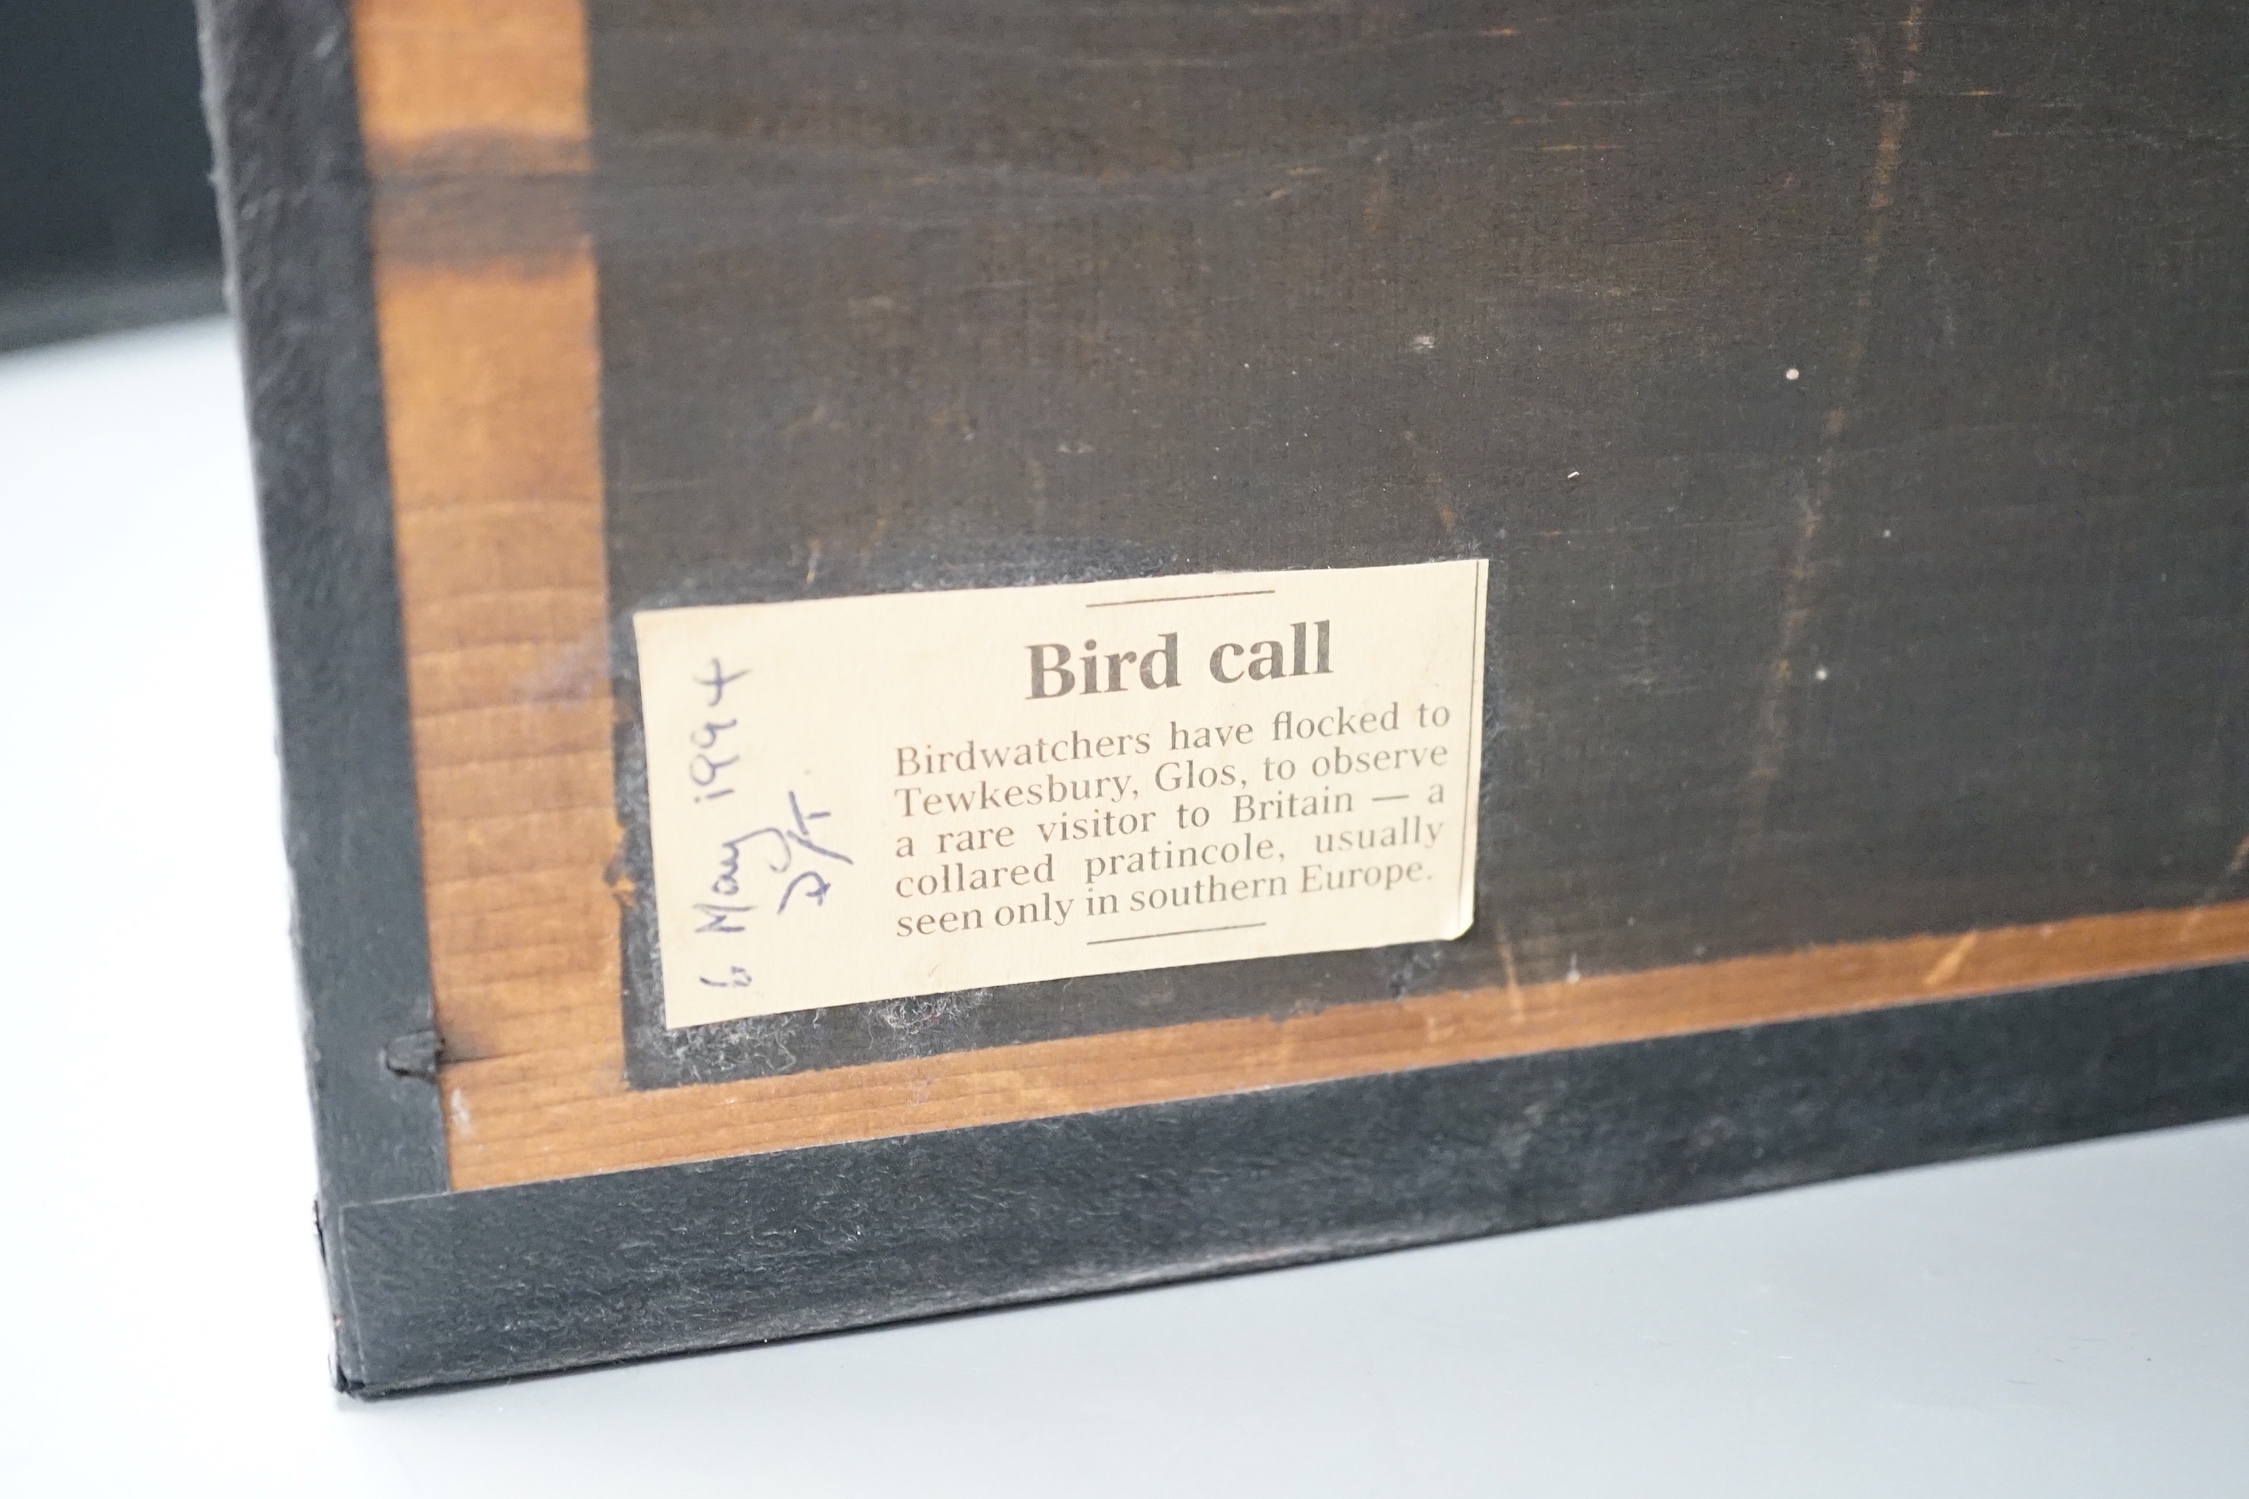 Bird call
Birdwatchers have flocked to
Tewkesbury, Glos, to observe
a rare visitor to Britain — a
collared pratincole, usually
seen only in southern Europe.
6 May 1994
D/T